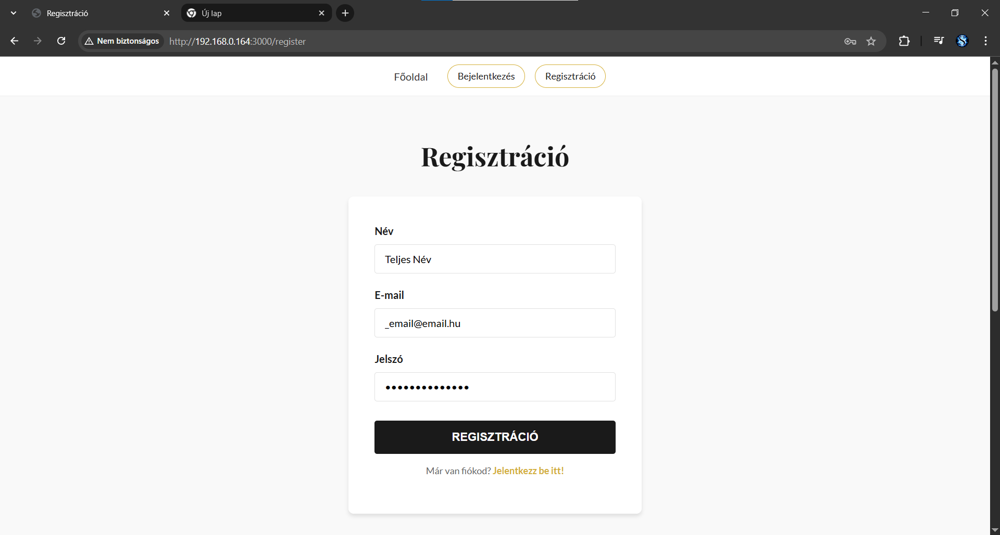 Regisztráció
Új lap
Nem biztonságos
http://192.168.0.164:3000/register
Főoldal
Bejelentkezés
Regisztráció
Regisztráció
Név
Teljes Név
E-mail
_email@email.hu
Jelszó
••••••••••••••
REGISZTRÁCIÓ
Már van fiókod? Jelentkezz be itt!